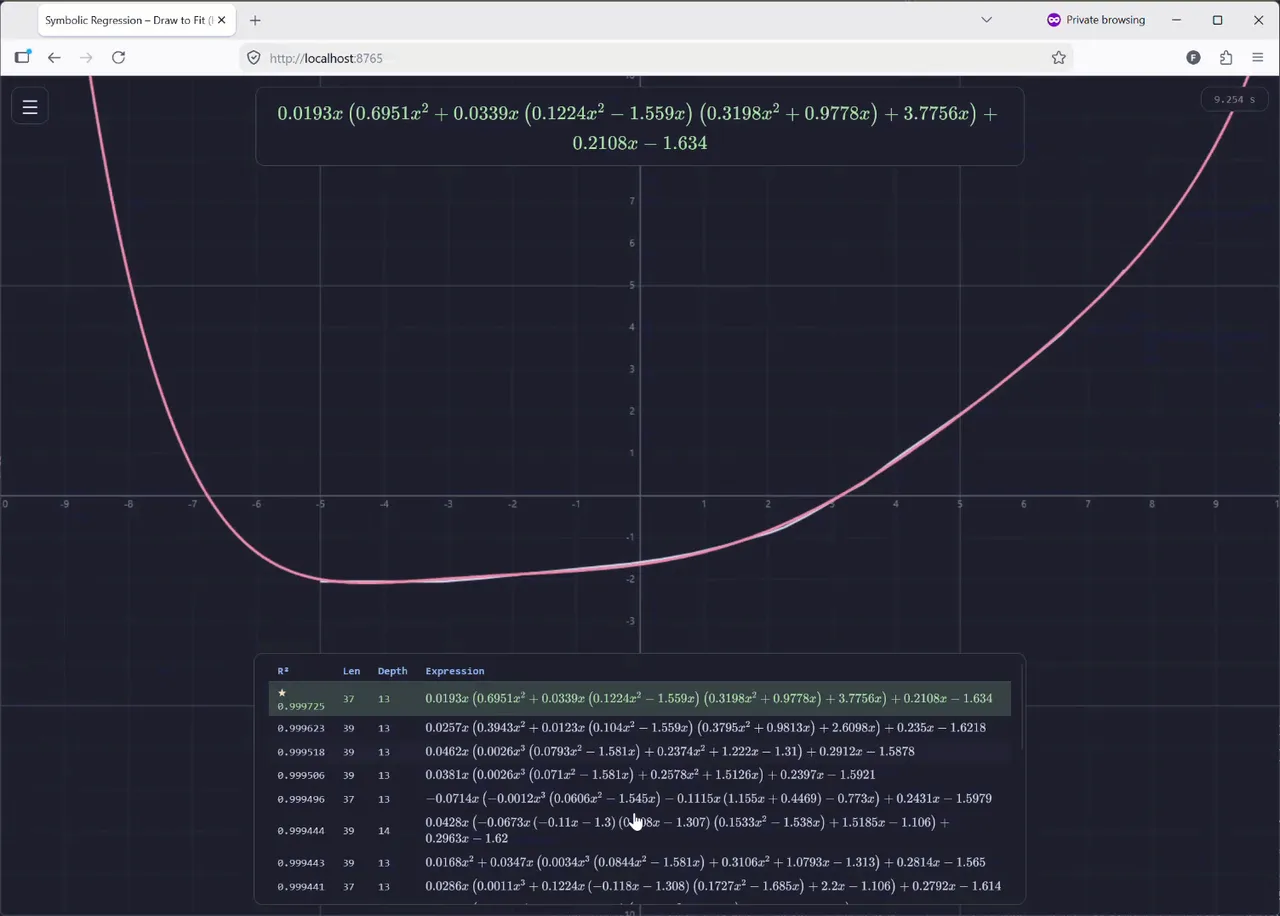 Symbolic Regression – Draw to Fit (
Private browsing
http://localhost:8765
F
0.0193x (0.6951x² + 0.0339x (0.1224x² − 1.559x) (0.3198x² + 0.9778x) + 3.7756x) +
0.2108x − 1.634
9.254 s
7
6
5
4
3
2
1
0 -9 -8 -7 -6 -5 -4 -3 -2 -1 1 2 3 4 5 6 7 8 9 1
-1
-2
-3
R² Len Depth Expression
★ 0.999725 37 13 0.0193x (0.6951x² + 0.0339x (0.1224x² − 1.559x) (0.3198x² + 0.9778x) + 3.7756x) + 0.2108x − 1.634
0.999623 39 13 0.0257x (0.3943x² + 0.0123x (0.104x² − 1.559x) (0.3795x² + 0.9813x) + 2.6098x) + 0.235x − 1.6218
0.999518 39 13 0.0462x (0.0026x³ (0.0793x² − 1.581x) + 0.2374x² + 1.222x − 1.31) + 0.2912x − 1.5878
0.999506 39 13 0.0381x (0.0026x³ (0.071x² − 1.581x) + 0.2578x² + 1.5126x) + 0.2397x − 1.5921
0.999496 37 13 −0.0714x (−0.0012x³ (0.0606x² − 1.545x) − 0.1115x (1.155x + 0.4469) − 0.773x) + 0.2431x − 1.5979
0.999444 39 14 0.0428x (−0.0673x (−0.11x − 1.3) − 1.307) (0.1533x² − 1.538x) + 1.5185x − 1.106) +
0.2963x − 1.62
0.999443 39 13 0.0168x² + 0.0347x (0.0034x³ (0.0844x² − 1.581x) + 0.3106x² + 1.0793x − 1.313) + 0.2814x − 1.565
0.999441 37 13 0.0286x (0.0011x³ + 0.1224x (−0.118x − 1.308) (0.1727x² − 1.685x) + 2.2x − 1.106) + 0.2792x − 1.614